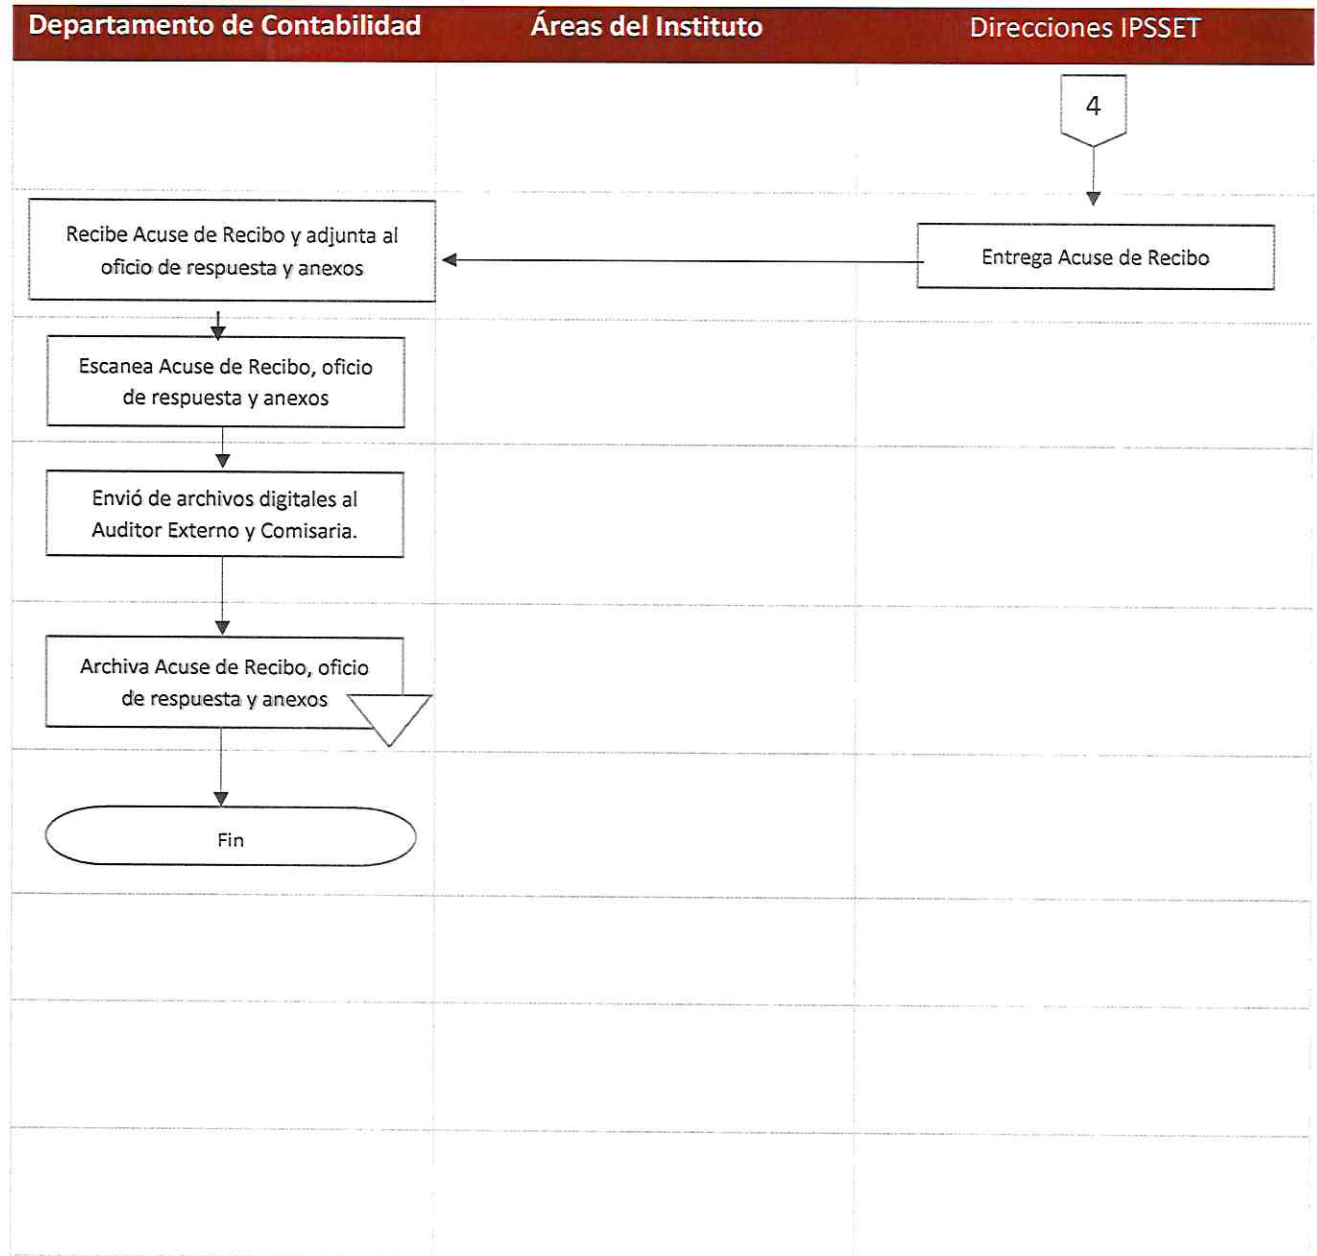 Departamento de Contabilidad
Áreas del Instituto
Direcciones IPSSET
4
Recibe Acuse de Recibo y adjunta al
oficio de respuesta y anexos
Entrega Acuse de Recibo
Escanea Acuse de Recibo, oficio
de respuesta y anexos
Envió de archivos digitales al
Auditor Externo y Comisaria.
Archiva Acuse de Recibo, oficio
de respuesta y anexos
Fin